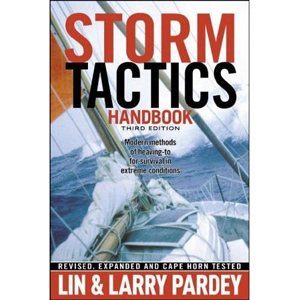 STORM
TACTICS
HANDBOOK
THIRD EDITION
Modern methods
of heaving-to
for survival in
extreme conditions
REVISED, EXPANDED AND CAPE HORN TESTED
LIN & LARRY PARDEY